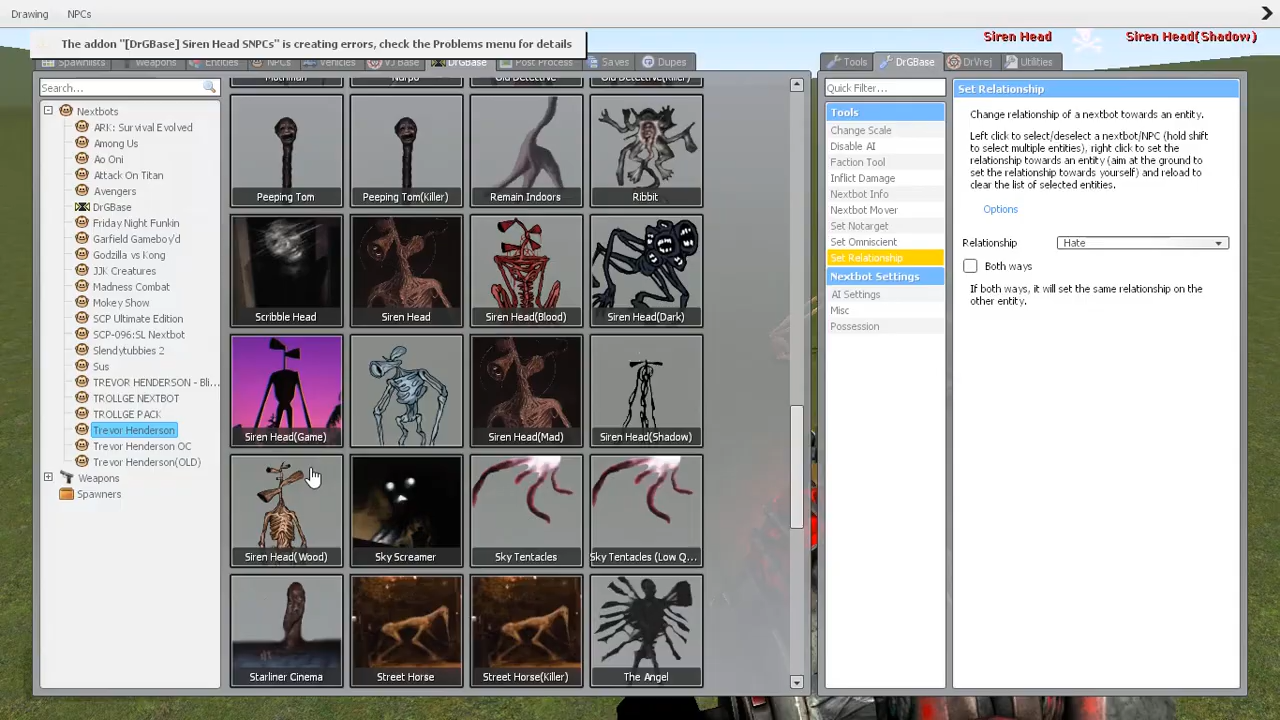 Drawing NPCs
The addon "[DrGBase] Siren Head SNPCs" is creating errors, check the Problems menu for details
Siren Head Siren Head(Shadow)
Spawnlists Weapons Entities NPCs Vehicles VJ Base DrGBase Post Process Saves Dupes
Tools DrGBase DrVrej Utilities
Search...
Nextbots
ARK: Survival Evolved
Among Us
Ao Oni
Attack On Titan
Avengers
DrGBase
Friday Night Funkin
Garfield Gameboy'd
Godzilla vs Kong
JJK Creatures
Madness Combat
Mokey Show
SCP Ultimate Edition
SCP-096:SL Nextbot
Slendytubbies 2
Sus
TREVOR HENDERSON - Bli...
TROLLGE NEXTBOT
TROLLGE PACK
Trevor Henderson
Trevor Henderson OC
Trevor Henderson(OLD)
Weapons
Spawners
Old Detective Old Detective(Killer)
Peeping Tom Peeping Tom(Killer) Remain Indoors Ribbit
Scribble Head Siren Head Siren Head(Blood) Siren Head(Dark)
Siren Head(Game) Siren Head(Mad) Siren Head(Shadow)
Siren Head(Wood) Sky Screamer Sky Tentacles Sky Tentacles (Low Q...
Starliner Cinema Street Horse Street Horse(Killer) The Angel
Quick Filter...
Tools
Change Scale
Disable AI
Faction Tool
Inflict Damage
Nextbot Info
Nextbot Mover
Set Notarget
Set Omniscient
Set Relationship
Nextbot Settings
AI Settings
Misc
Possession
Set Relationship
Change relationship of a nextbot towards an entity.
Left click to select/deselect a nextbot/NPC (hold shift
to select multiple entities), right click to set the
relationship towards an entity (aim at the ground to
set the relationship towards yourself) and reload to
clear the list of selected entities.
Options
Relationship Hate
Both ways
If both ways, it will set the same relationship on the
other entity.